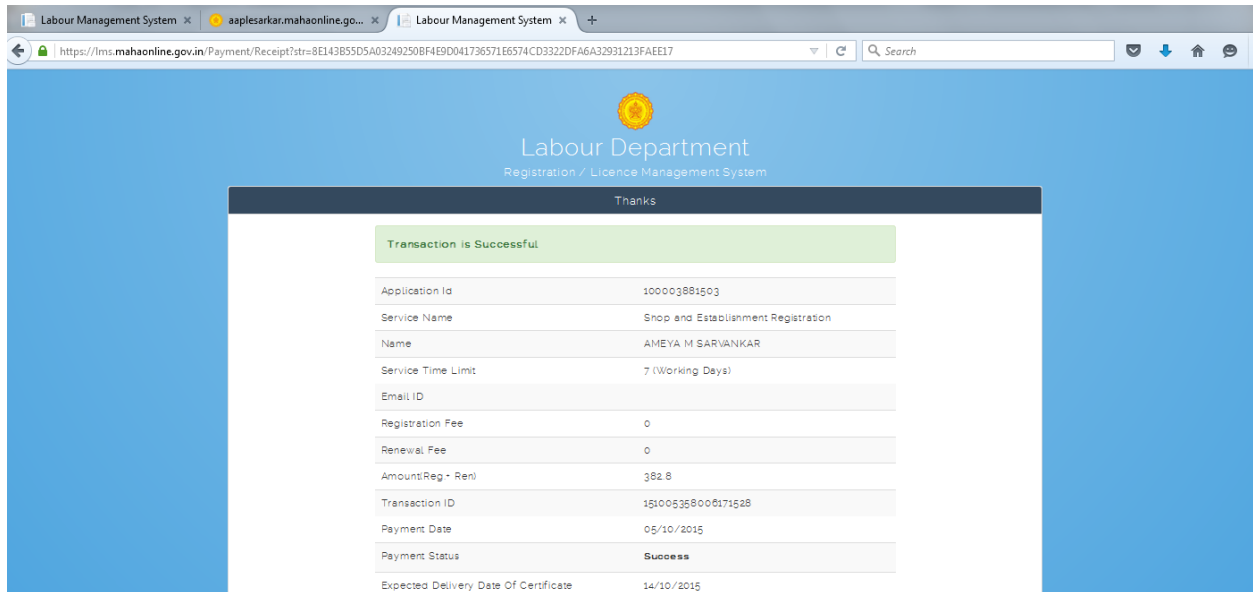 Labour Management System
aaplesarkar.mahaonline.go...
Labour Management System
https://lms.mahaonline.gov.in/Payment/Receipt?str=8E143B55D5A03249250BF4E9D041736571E6574CD3322DFA6A32931213FAEE17
Search
Labour Department
Registration / Licence Management System
Thanks
Transaction is Successful
Application Id 100003881503
Service Name Shop and Establishment Registration
Name AMEYA M SARVANKAR
Service Time Limit 7 (Working Days)
Email ID
Registration Fee 0
Renewal Fee 0
Amount(Reg + Ren) 382.8
Transaction ID 151005358006171528
Payment Date 05/10/2015
Payment Status Success
Expected Delivery Date Of Certificate 14/10/2015